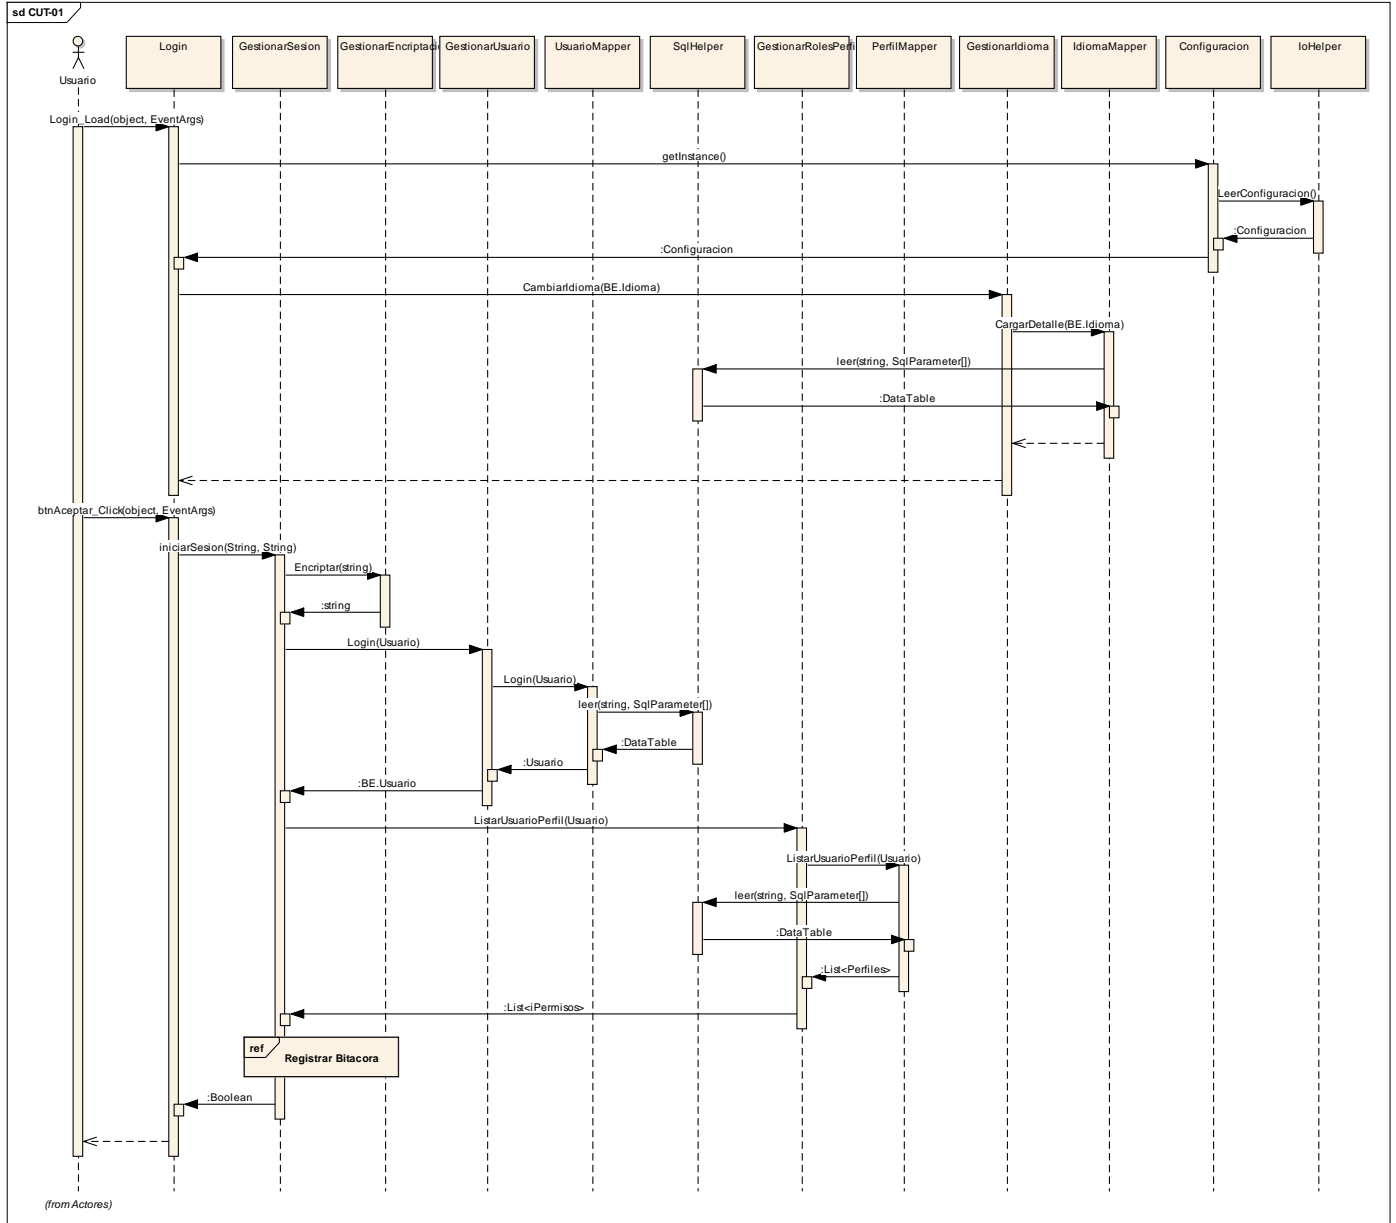 sd CUT-01
Usuario
Login
GestionarSesion
GestionarEncriptaci
GestionarUsuario
UsuarioMapper
SqlHelper
GestionarRolesPerfi
PerfilMapper
GestionarIdioma
IdiomaMapper
Configuracion
IoHelper
Login_Load(object, EventArgs)
getInstance()
LeerConfiguracion()
:Configuracion
:Configuracion
CambiarIdioma(BE.Idioma)
CargarDetalle(BE.Idioma)
leer(string, SqlParameter[])
:DataTable
btnAceptar_Click(object, EventArgs)
iniciarSesion(String, String)
Encriptar(string)
:string
Login(Usuario)
Login(Usuario)
leer(string, SqlParameter[])
:DataTable
:Usuario
:BE.Usuario
ListarUsuarioPerfil(Usuario)
ListarUsuarioPerfil(Usuario)
leer(string, SqlParameter[])
:DataTable
:List<Perfiles>
:List<iPermisos>
ref
Registrar Bitacora
:Boolean
(from Actores)